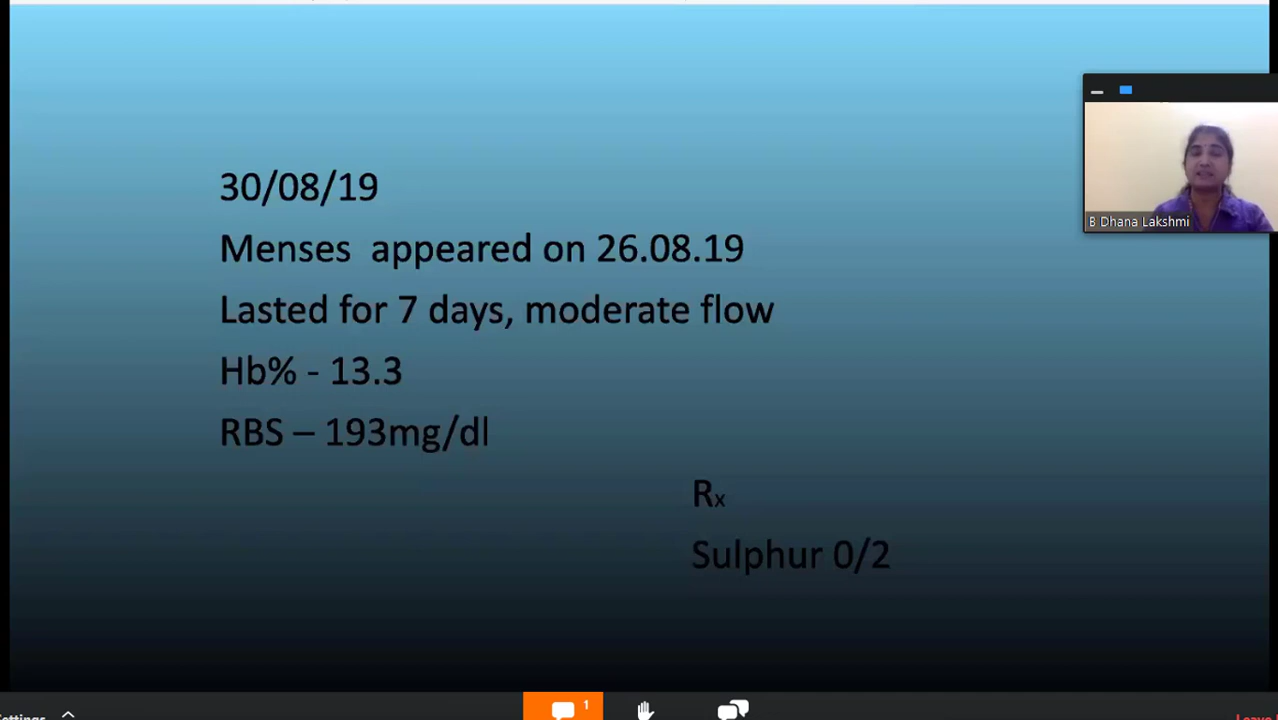 30/08/19
Menses appeared on 26.08.19
Lasted for 7 days, moderate flow
Hb% - 13.3
RBS – 193mg/dl
Rx
Sulphur 0/2
B Dhana Lakshmi
1